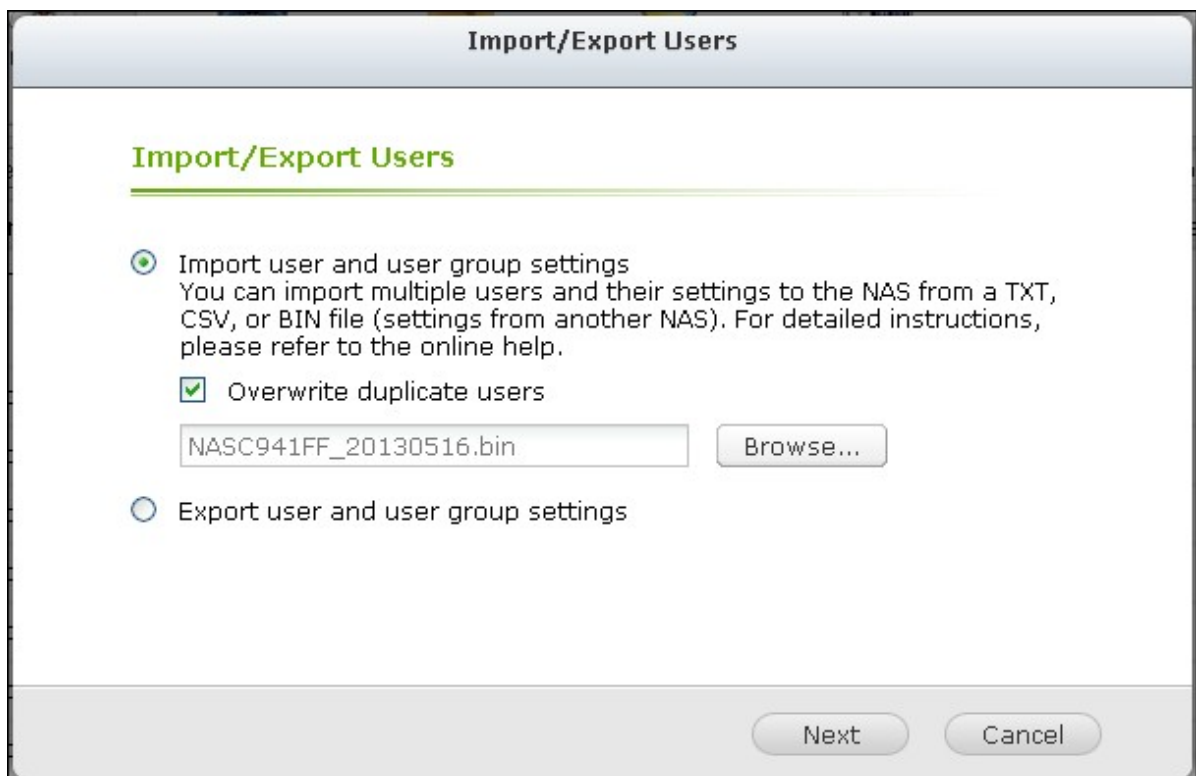 Import/Export Users
Import/Export Users
Import user and user group settings
You can import multiple users and their settings to the NAS from a TXT,
CSV, or BIN file (settings from another NAS). For detailed instructions,
please refer to the online help.
Overwrite duplicate users
NASC941FF_20130516.bin Browse...
Export user and user group settings
Next Cancel